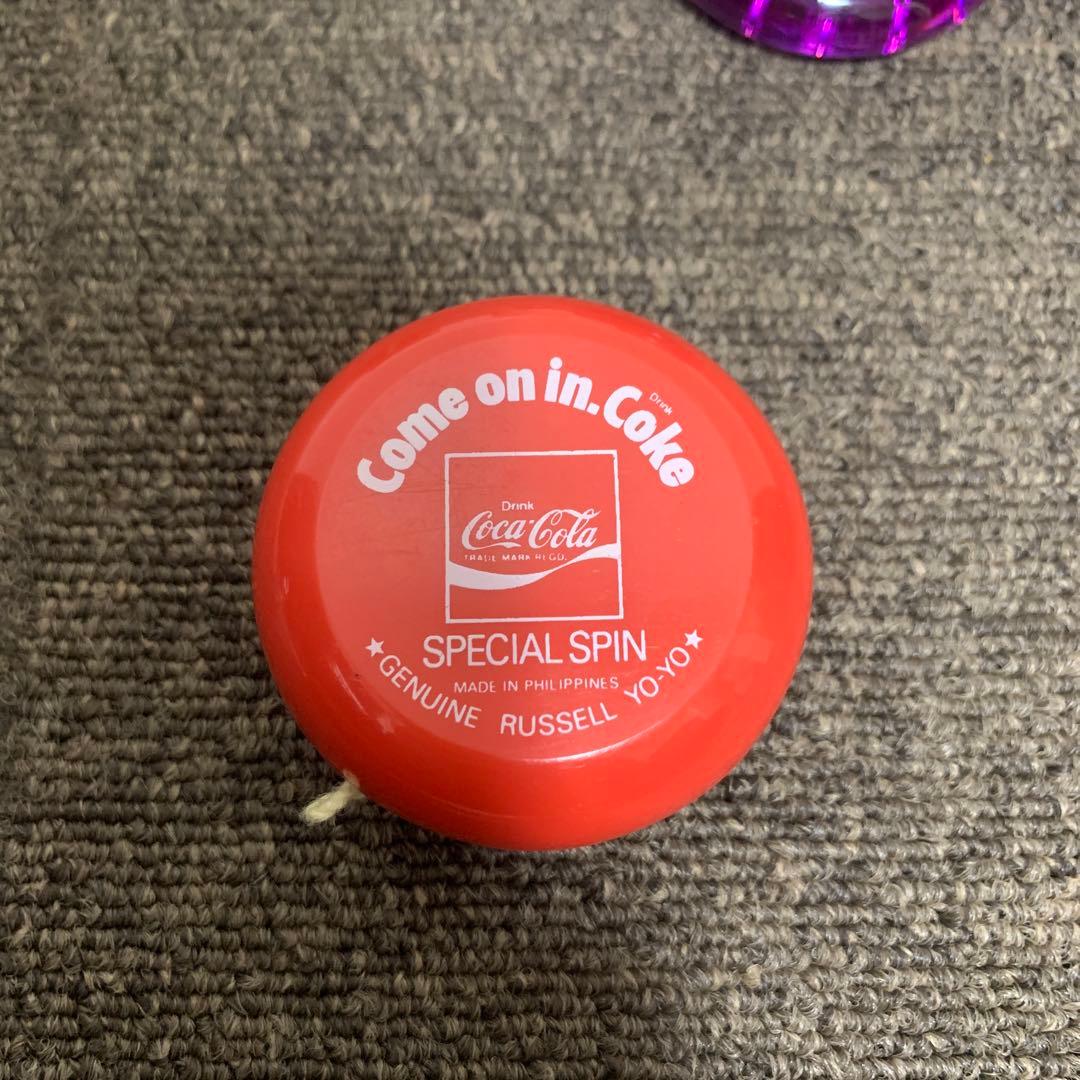 Come on in. Coke
Drink
Drink
Coca-Cola
TRADE MARK REGD.
SPECIAL SPIN
MADE IN PHILIPPINES
★GENUINE RUSSELL YO-YO★